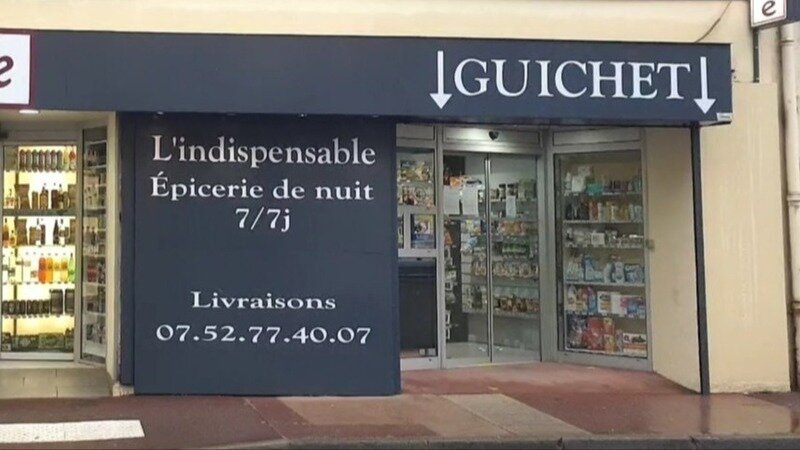 e
e
↓GUICHET↓
L'indispensable
Épicerie de nuit
7/7j
Livraisons
07.52.77.40.07